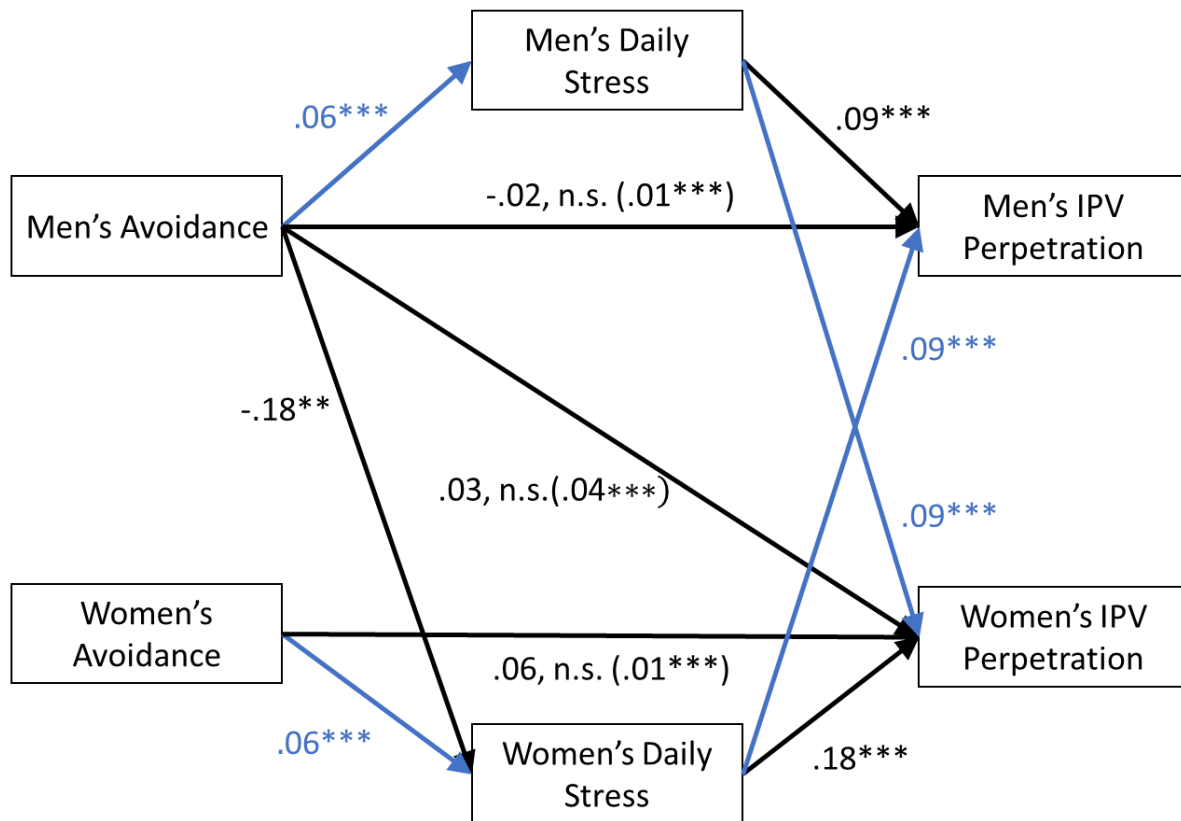 Men’s Daily
Stress
.06***
.09***
Men’s Avoidance
-.02, n.s. (.01***)
Men’s IPV
Perpetration
.09***
-.18**
.03, n.s.(.04***)
.09***
Women’s
Avoidance
Women’s IPV
Perpetration
.06, n.s. (.01***)
.06***
Women’s Daily
Stress
.18***